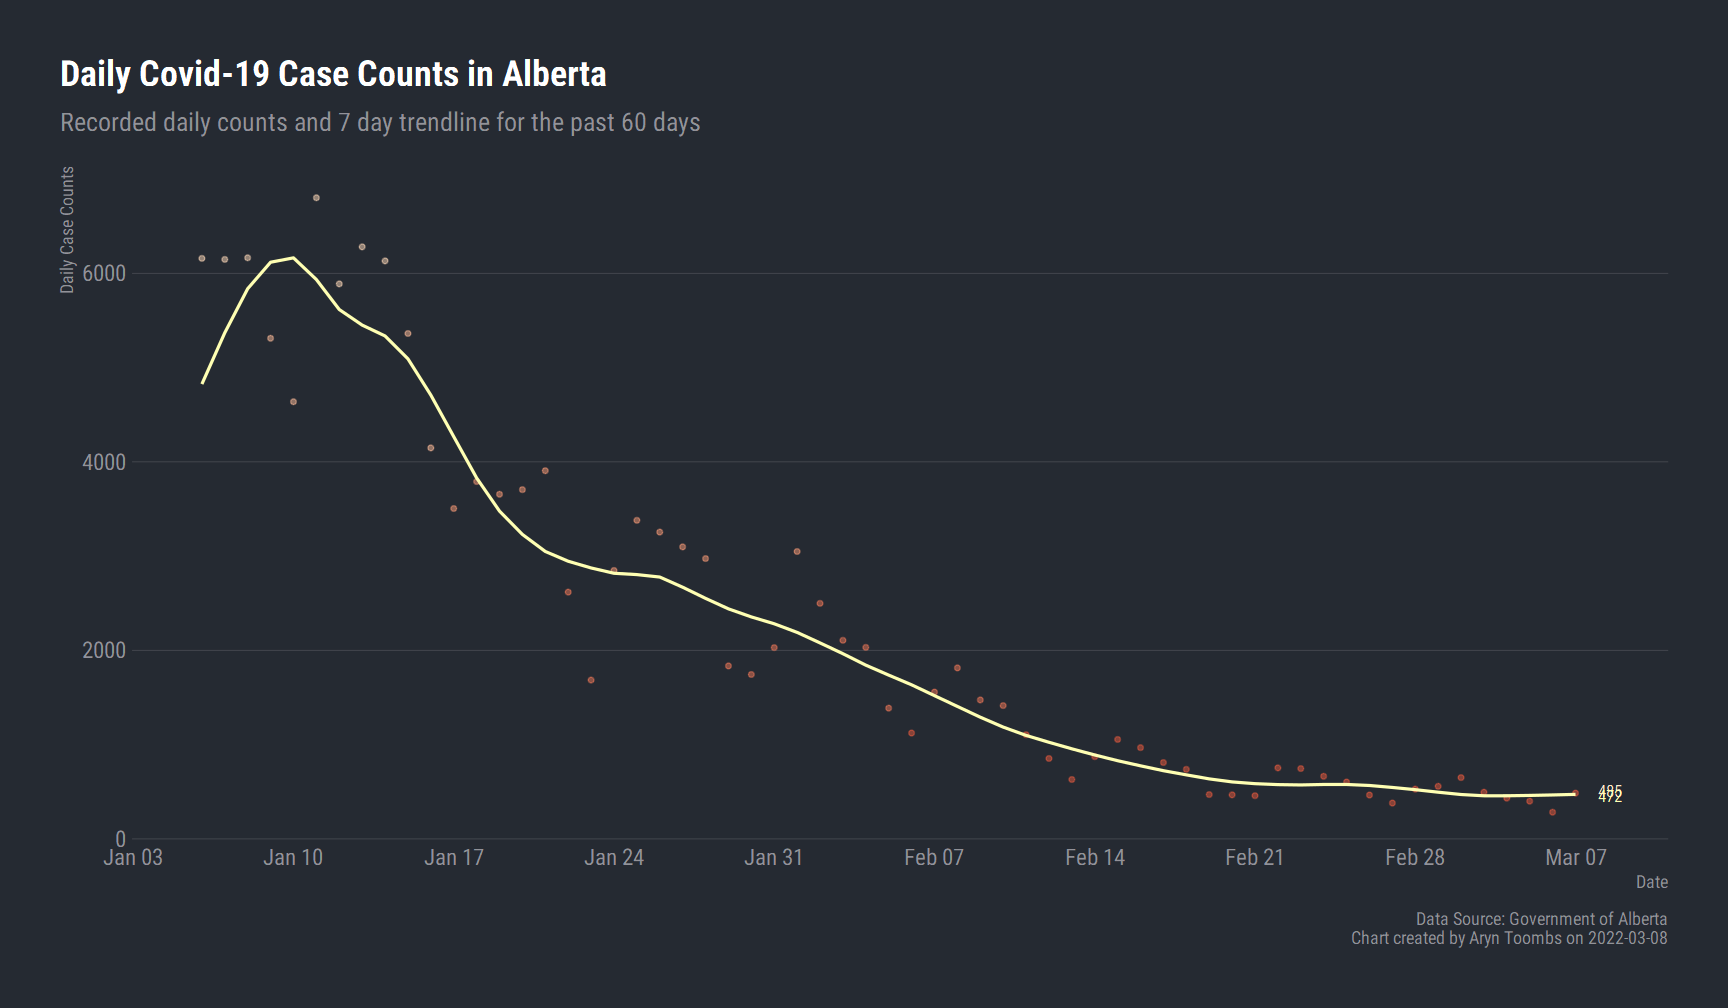 Daily Covid-19 Case Counts in Alberta
Recorded daily counts and 7 day trendline for the past 60 days
Daily Case Counts
6000
4000
2000
0
Jan 03 Jan 10 Jan 17 Jan 24 Jan 31 Feb 07 Feb 14 Feb 21 Feb 28 Mar 07
495
472
Date
Data Source: Government of Alberta
Chart created by Aryn Toombs on 2022-03-08